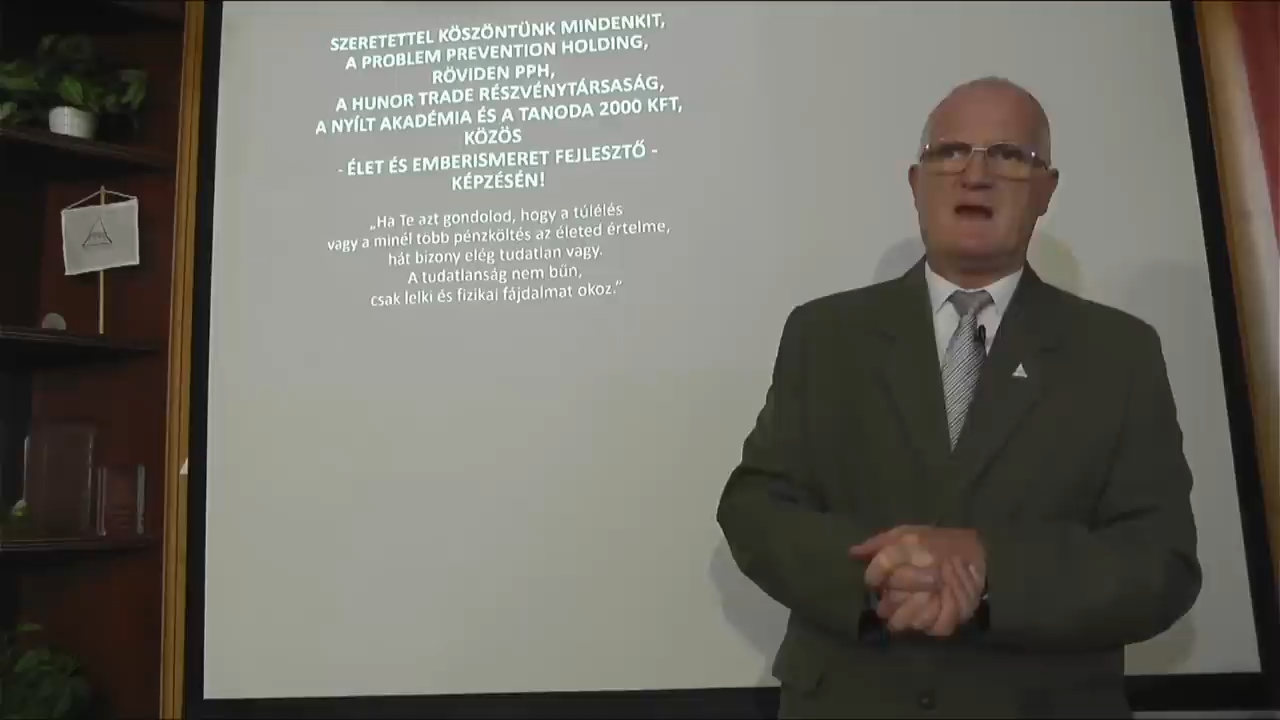 SZERETETTEL KÖSZÖNTÜNK MINDENKIT,
A PROBLEM PREVENTION HOLDING,
RÖVIDEN PPH,
A HUNOR TRADE RÉSZVÉNYTÁRSASÁG,
A NYÍLT AKADÉMIA ÉS A TANODA 2000 KFT,
KÖZÖS
- ÉLET ÉS EMBERISMERET FEJLESZTŐ -
KÉPZÉSÉN!
„Ha Te azt gondolod, hogy a túlélés
vagy a minél több pénzköltés az életed értelme,
hát bizony elég tudatlan vagy.
A tudatlanság nem bűn,
csak lelki és fizikai fájdalmat okoz.”